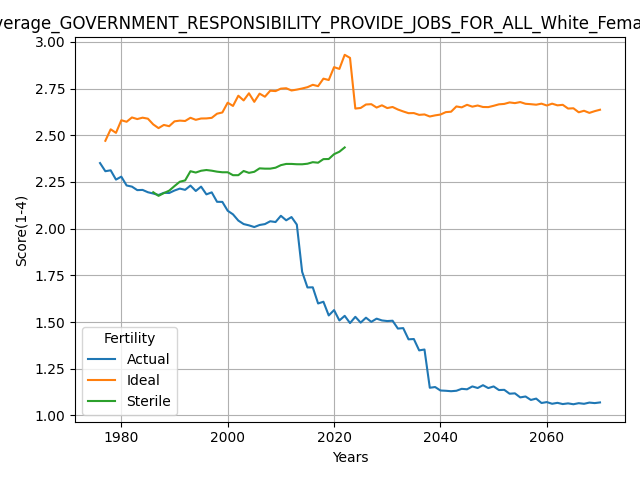 verage_GOVERNMENT_RESPONSIBILITY_PROVIDE_JOBS_FOR_ALL_White_Fema
3.00
2.75
2.50
2.25
2.00
1.75
1.50
1.25
1.00
Score(1-4)
Fertility
Actual
Ideal
Sterile
1980
2000
2020
2040
2060
Years